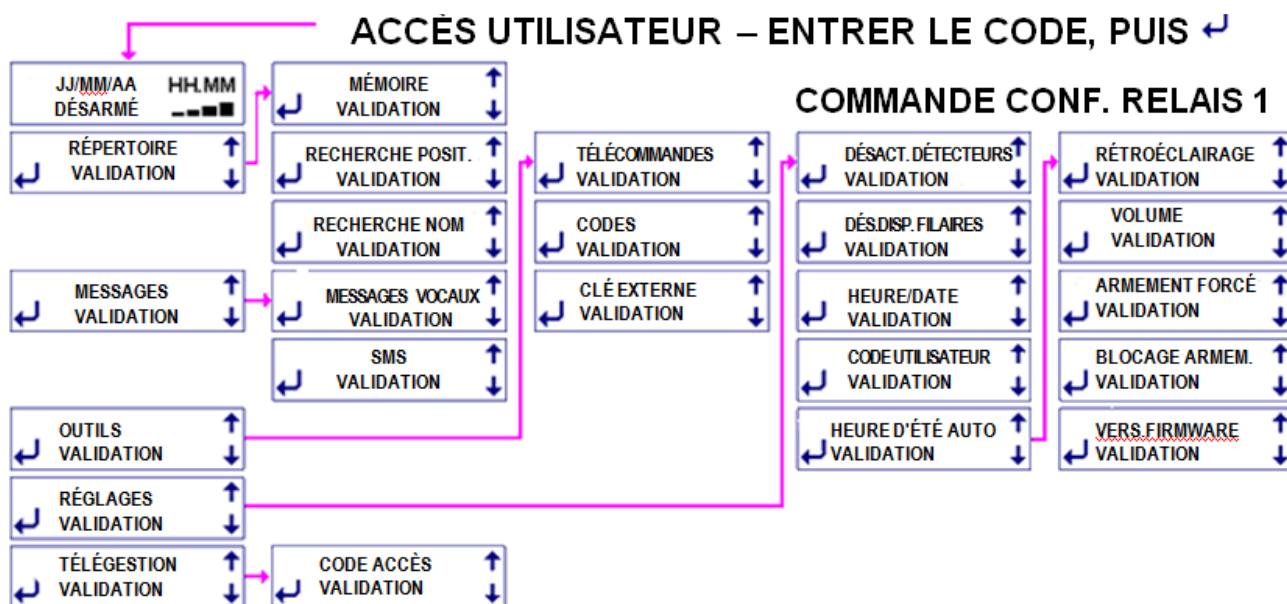 ACCÈS UTILISATEUR – ENTRER LE CODE, PUIS
JJ/MM/AA HH.MM
DÉSARMÉ
RÉPERTOIRE
VALIDATION
MESSAGES
VALIDATION
OUTILS
VALIDATION
RÉGLAGES
VALIDATION
TÉLÉGESTION
VALIDATION
MÉMOIRE
VALIDATION
RECHERCHE POSIT.
VALIDATION
RECHERCHE NOM
VALIDATION
MESSAGES VOCAUX
VALIDATION
SMS
VALIDATION
CODE ACCÈS
VALIDATION
TÉLÉCOMMANDES
VALIDATION
CODES
VALIDATION
CLÉ EXTERNE
VALIDATION
COMMANDE CONF. RELAIS 1
DÉSACT. DÉTECTEURS
VALIDATION
DÉS.DISP. FILAIRES
VALIDATION
HEURE/DATE
VALIDATION
CODE UTILISATEUR
VALIDATION
HEURE D'ÉTÉ AUTO
VALIDATION
RÉTROÉCLAIRAGE
VALIDATION
VOLUME
VALIDATION
ARMEMENT FORCÉ
VALIDATION
BLOCAGE ARMEM.
VALIDATION
VERS.FIRMWARE
VALIDATION